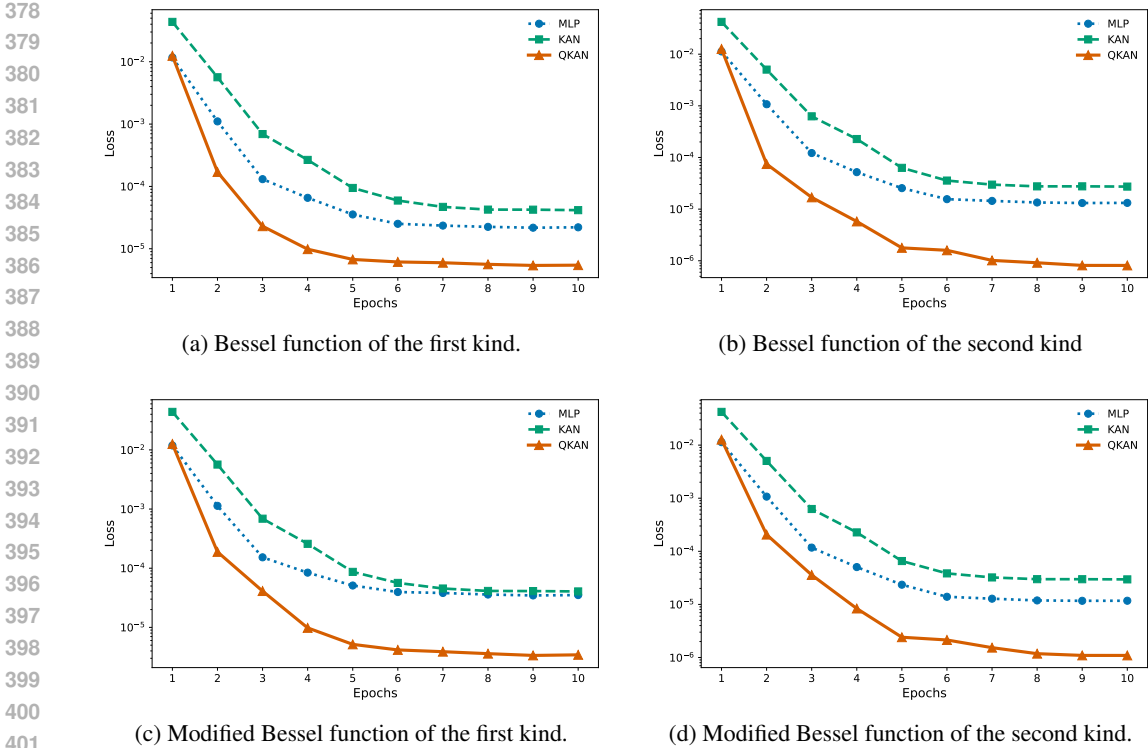 378
379
380
381
382
383
384
385
386
387
388
389
390
391
392
393
394
395
396
397
398
399
400
401
10⁻²
10⁻³
10⁻⁴
10⁻⁵
Loss
1 2 3 4 5 6 7 8 9 10
Epochs
MLP
KAN
QKAN
(a) Bessel function of the first kind.
10⁻²
10⁻³
10⁻⁴
10⁻⁵
10⁻⁶
Loss
1 2 3 4 5 6 7 8 9 10
Epochs
MLP
KAN
QKAN
(b) Bessel function of the second kind
10⁻²
10⁻³
10⁻⁴
10⁻⁵
Loss
1 2 3 4 5 6 7 8 9 10
Epochs
MLP
KAN
QKAN
(c) Modified Bessel function of the first kind.
10⁻²
10⁻³
10⁻⁴
10⁻⁵
10⁻⁶
Loss
1 2 3 4 5 6 7 8 9 10
Epochs
MLP
KAN
QKAN
(d) Modified Bessel function of the second kind.